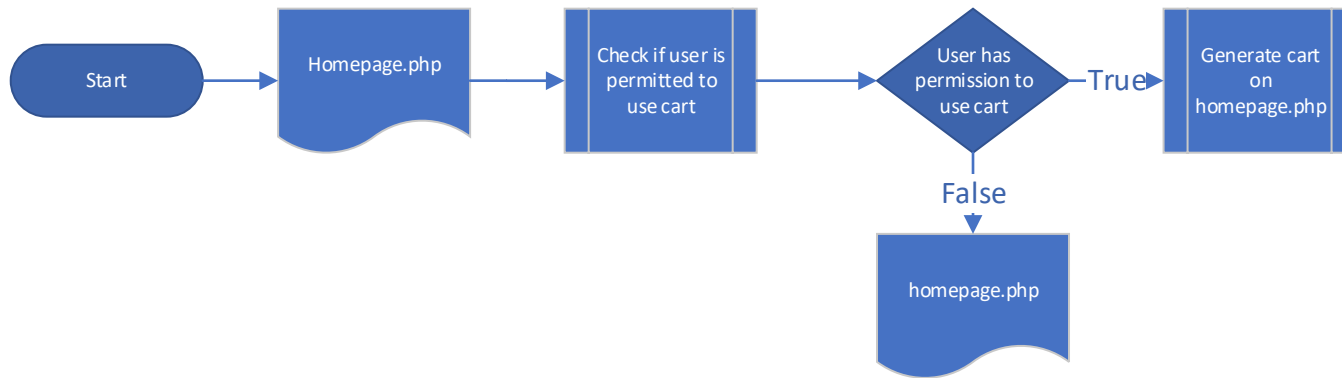 Start
Homepage.php
Check if user is
permitted to
use cart
User has
permission to
use cart
True
Generate cart
on
homepage.php
False
homepage.php